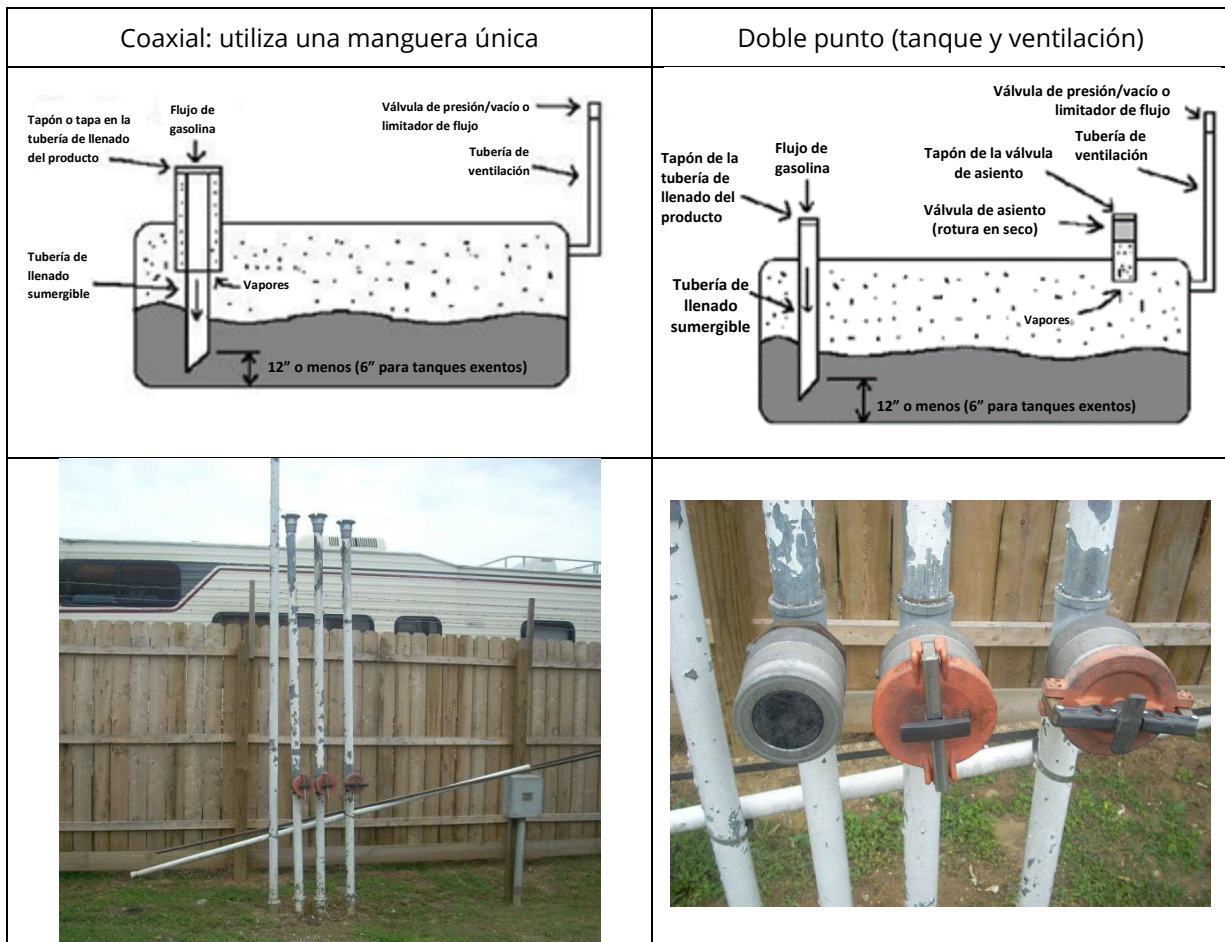 Coaxial: utiliza una manguera única
Doble punto (tanque y ventilación)
Tapón o tapa en la
tubería de llenado
del producto
Flujo de
gasolina
Válvula de presión/vacío o
limitador de flujo
Tubería de
ventilación
Tubería de
llenado
sumergible
Vapores
12” o menos (6” para tanques exentos)
Válvula de presión/vacío o
limitador de flujo
Tubería de
ventilación
Tapón de la
tubería de
llenado del
producto
Flujo de
gasolina
Tapón de la válvula
de asiento
Válvula de asiento
(rotura en seco)
Tubería de
llenado
sumergible
Vapores
12” o menos (6” para tanques exentos)